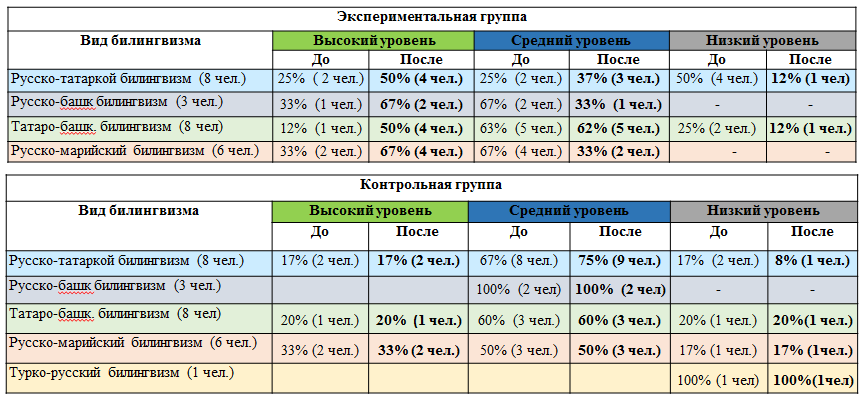 Экспериментальная группа
Вид билингвизма Высокий уровень Средний уровень Низкий уровень
До После До После До После
Русско-татаркой билингвизм (8 чел.) 25% ( 2 чел.) 50% (4 чел.) 25% (2 чел.) 37% (3 чел.) 50% (4 чел.) 12% (1 чел)
Русско-башк билингвизм (3 чел.) 33% (1 чел.) 67% (2 чел.) 67% (2 чел.) 33% (1 чел.) - -
Татаро-башк. билингвизм (8 чел) 12% (1 чел.) 50% (4 чел.) 63% (5 чел.) 62% (5 чел.) 25% (2 чел.) 12% (1 чел.)
Русско-марийский билингвизм (6 чел.) 33% (2 чел.) 67% (4 чел.) 67% (4 чел.) 33% (2 чел.) - -
Контрольная группа
Вид билингвизма Высокий уровень Средний уровень Низкий уровень
До После До После До После
Русско-татаркой билингвизм (8 чел.) 17% (2 чел.) 17% (2 чел.) 67% (8 чел.) 75% (9 чел.) 17% (2 чел.) 8% (1 чел.)
Русско-башк билингвизм (3 чел.) 100% (2 чел) 100% (2 чел) - -
Татаро-башк. билингвизм (8 чел) 20% (1 чел.) 20% (1 чел.) 60% (3 чел.) 60% (3 чел.) 20% (1 чел.) 20%(1 чел.)
Русско-марийский билингвизм (6 чел.) 33% (2 чел.) 33% (2 чел.) 50% (3 чел.) 50% (3 чел.) 17% (1 чел.) 17% (1чел.)
Турко-русский билингвизм (1 чел.) 100% (1 чел) 100%(1чел)